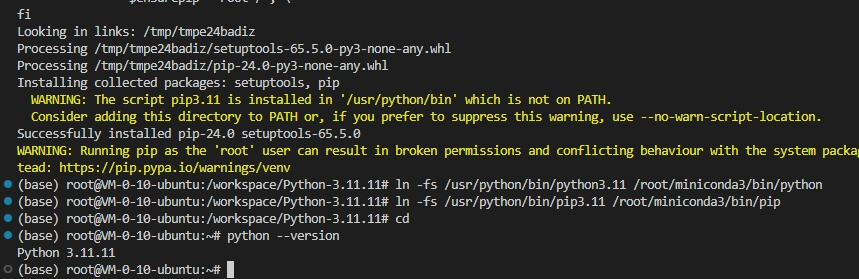 fi
Looking in links: /tmp/tmpe24badiz
Processing /tmp/tmpe24badiz/setuptools-65.5.0-py3-none-any.whl
Processing /tmp/tmpe24badiz/pip-24.0-py3-none-any.whl
Installing collected packages: setuptools, pip
  WARNING: The script pip3.11 is installed in '/usr/python/bin' which is not on PATH.
  Consider adding this directory to PATH or, if you prefer to suppress this warning, use --no-warn-script-location.
Successfully installed pip-24.0 setuptools-65.5.0
WARNING: Running pip as the 'root' user can result in broken permissions and conflicting behaviour with the system packag
tead: https://pip.pypa.io/warnings/venv
(base) root@VM-0-10-ubuntu:/workspace/Python-3.11.11# ln -fs /usr/python/bin/python3.11 /root/miniconda3/bin/python
(base) root@VM-0-10-ubuntu:/workspace/Python-3.11.11# ln -fs /usr/python/bin/pip3.11 /root/miniconda3/bin/pip
(base) root@VM-0-10-ubuntu:/workspace/Python-3.11.11# cd
(base) root@VM-0-10-ubuntu:~# python --version
Python 3.11.11
(base) root@VM-0-10-ubuntu:~#